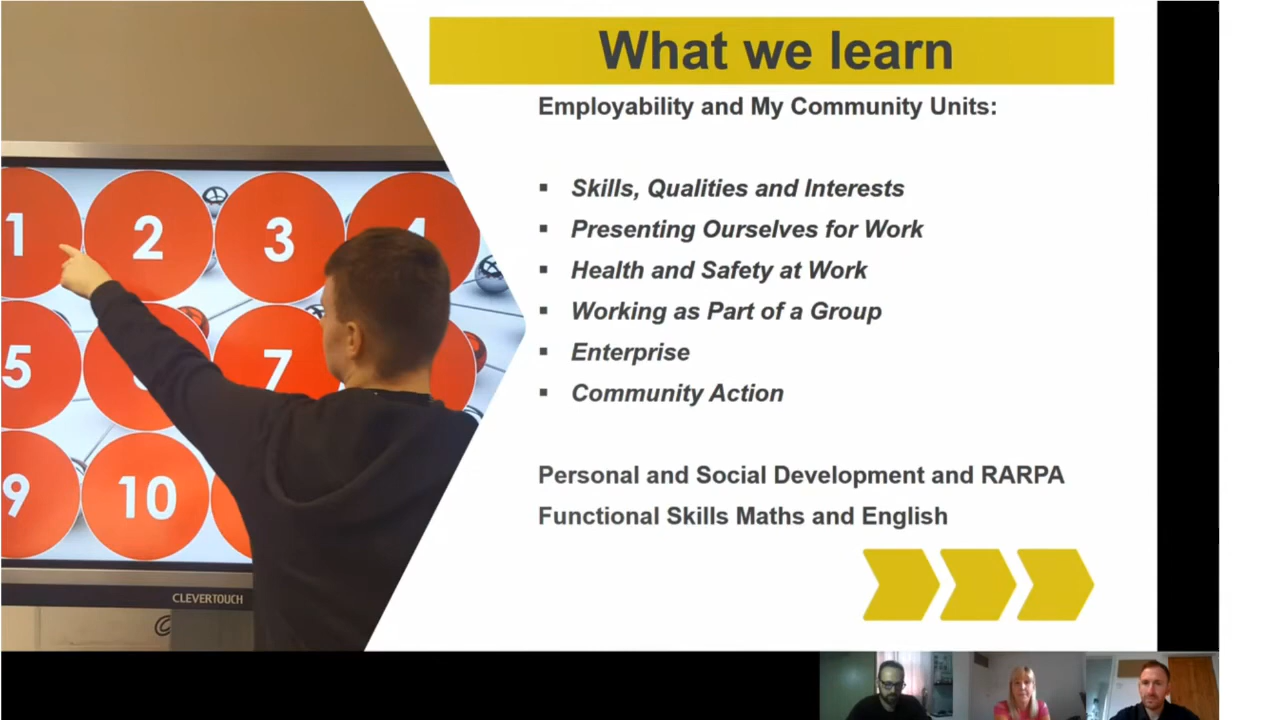 What we learn
Employability and My Community Units:
▪ Skills, Qualities and Interests
▪ Presenting Ourselves for Work
▪ Health and Safety at Work
▪ Working as Part of a Group
▪ Enterprise
▪ Community Action
Personal and Social Development and RARPA
Functional Skills Maths and English
1 2 3 4
5 7
9 10
CLEVERTOUCH